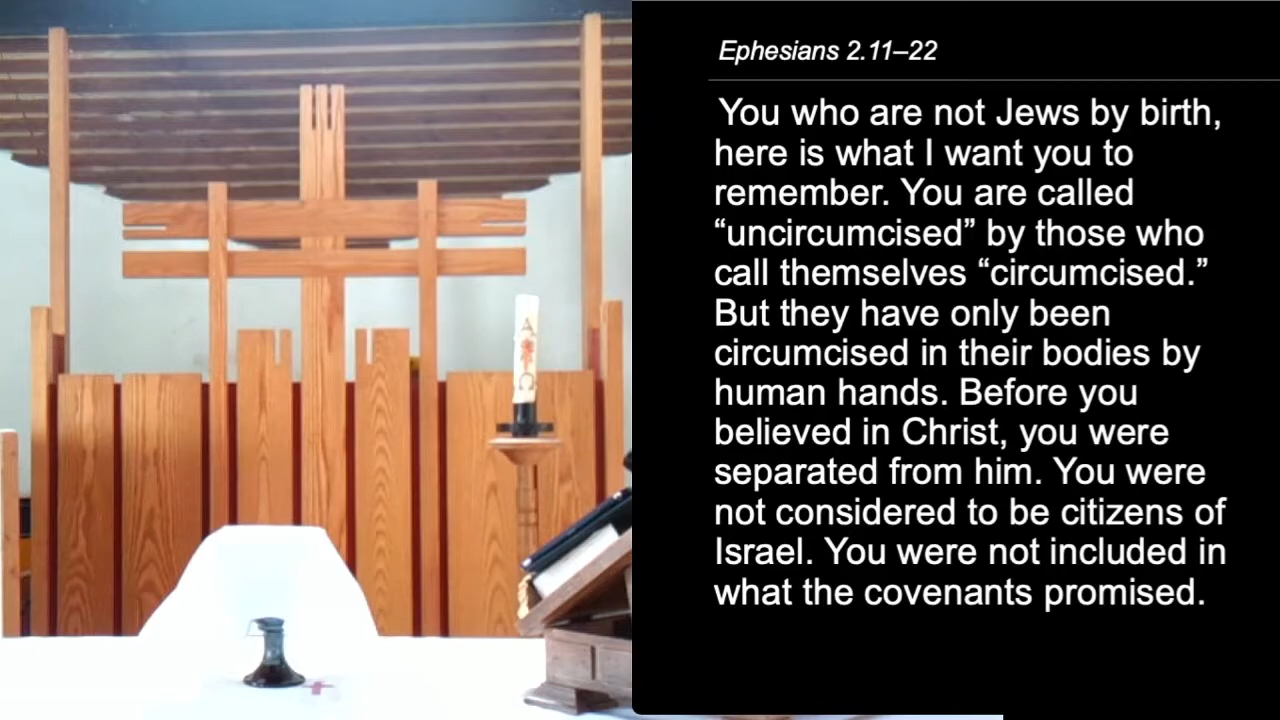 Ephesians 2.11–22
You who are not Jews by birth,
here is what I want you to
remember. You are called
“uncircumcised” by those who
call themselves “circumcised.”
But they have only been
circumcised in their bodies by
human hands. Before you
believed in Christ, you were
separated from him. You were
not considered to be citizens of
Israel. You were not included in
what the covenants promised.
Α
Ω